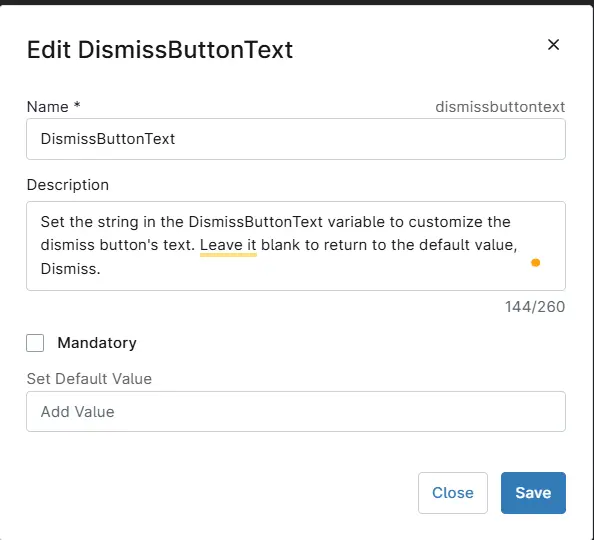 Edit DismissButtonText
Name *
dismissbuttontext
DismissButtonText
Description
Set the string in the DismissButtonText variable to customize the
dismiss button's text. Leave it blank to return to the default value,
Dismiss.
144/260
Mandatory
Set Default Value
Add Value
Close
Save